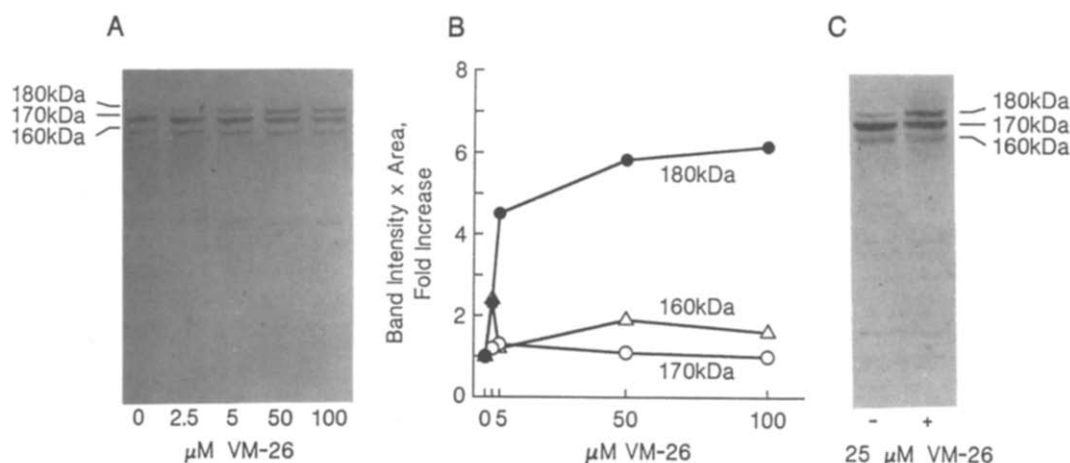 A
180kDa
170kDa
160kDa
0 2.5 5 50 100
µM VM-26
B
Band Intensity x Area,
Fold Increase
8
6
4
2
0
180kDa
160kDa
170kDa
0 5 50 100
µM VM-26
C
180kDa
170kDa
160kDa
- +
25 µM VM-26